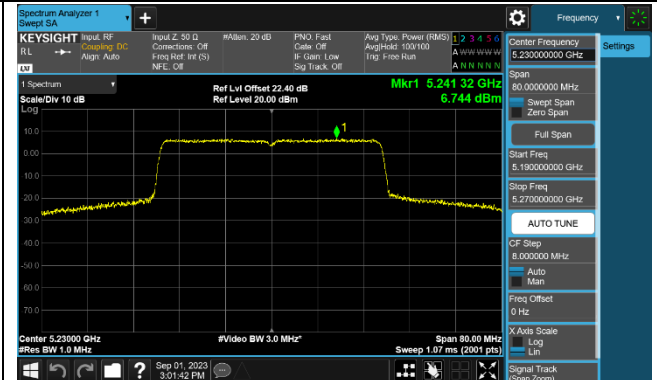 Spectrum Analyzer 1
Swept SA
Frequency
KEYSIGHT
RL
LXI
Input: RF
Coupling: DC
Align: Auto
Input Z: 50 Ω
Corrections: Off
Freq Ref: Int (S)
NFE: Off
#Atten: 20 dB
PNO: Fast
Gate: Off
IF Gain: Low
Sig Track: Off
Avg Type: Power (RMS)
Avg|Hold: 100/100
Trig: Free Run
1 2 3 4 5 6
A W W W W W
A N N N N N
Center Frequency
5.230000000 GHz
Settings
Span
80.0000000 MHz
Swept Span
Zero Span
Full Span
Start Freq
5.190000000 GHz
Stop Freq
5.270000000 GHz
AUTO TUNE
CF Step
8.000000 MHz
Auto
Man
Freq Offset
0 Hz
X Axis Scale
Log
Lin
Signal Track
(Span Zoom)
1 Spectrum
Scale/Div 10 dB
Log
Ref Lvl Offset 22.40 dB
Ref Level 20.00 dBm
Mkr1 5.241 32 GHz
6.744 dBm
1
10.0
0.00
10.0
20.0
30.0
40.0
-50.0
60.0
70.0
Center 5.23000 GHz
#Res BW 1.0 MHz
#Video BW 3.0 MHz*
Span 80.00 MHz
Sweep 1.07 ms (2001 pts)
Sep 01, 2023
3:01:42 PM